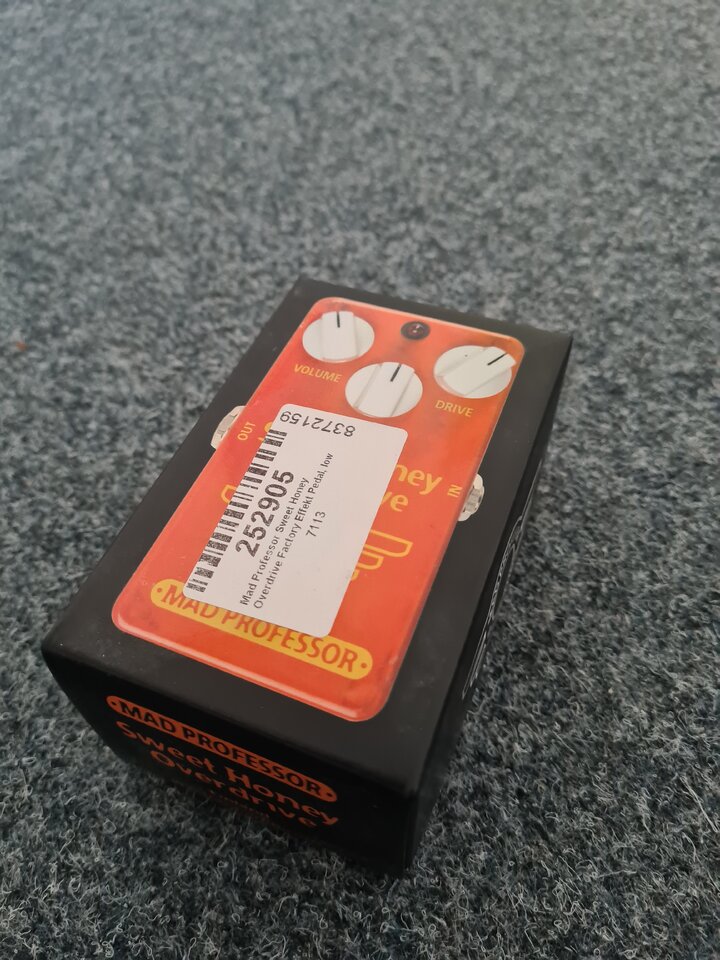 VOLUME
DRIVE
OUT
IN
8372159
252905
Mad Professor Sweet Honey
Overdrive Factory Effekt Pedal, low
7113
MAD PROFESSOR
MAD PROFESSOR
Sweet Honey
Overdrive